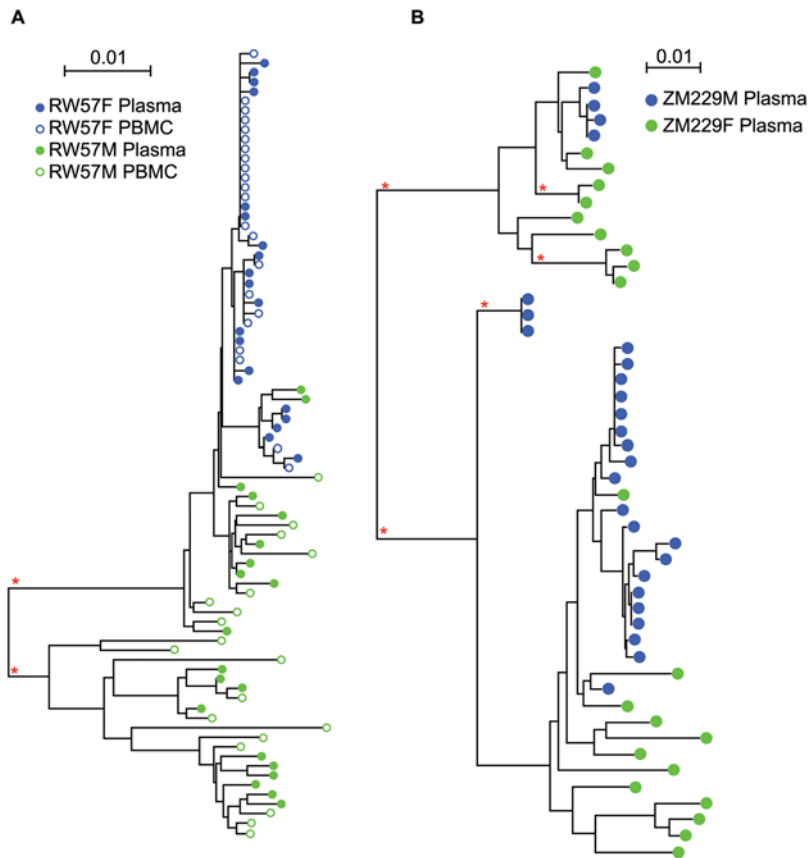 A
B
0.01
0.01
RW57F Plasma
RW57F PBMC
RW57M Plasma
RW57M PBMC
ZM229M Plasma
ZM229F Plasma
*
*
*
*
*
*
*